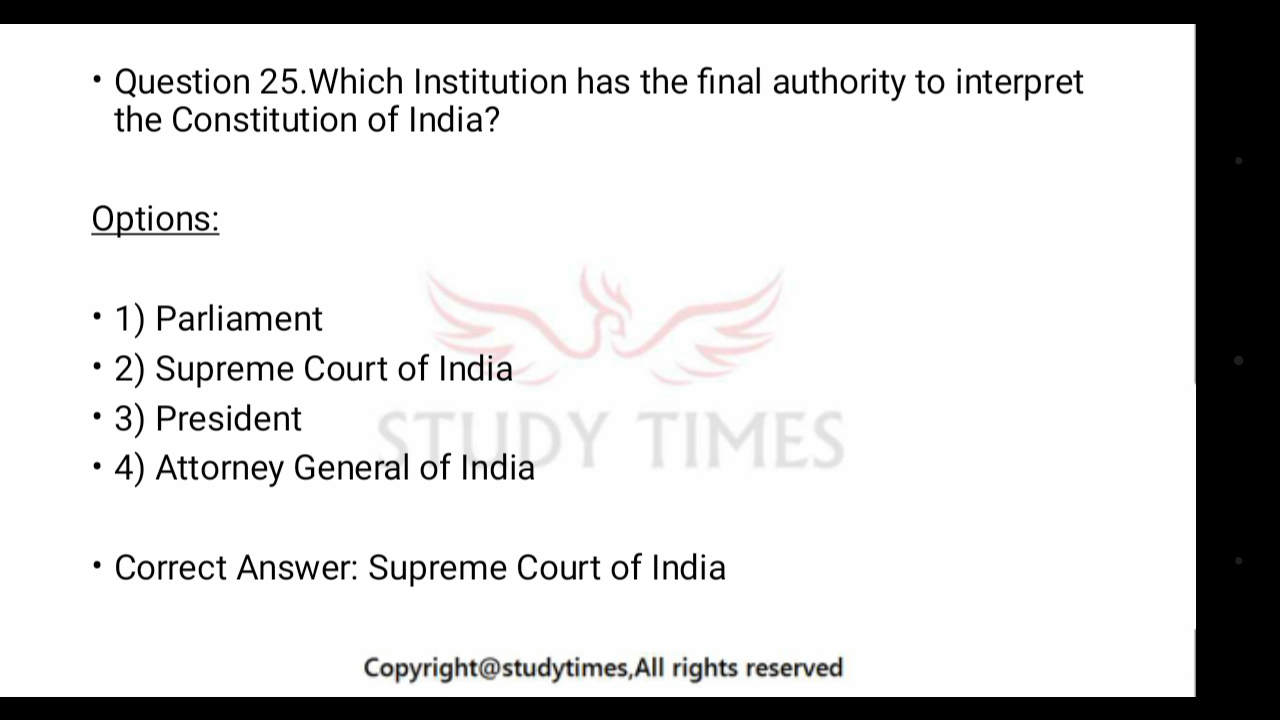 • Question 25.Which Institution has the final authority to interpret
the Constitution of India?
Options:
• 1) Parliament
• 2) Supreme Court of India
• 3) President
• 4) Attorney General of India
STUDY TIMES
• Correct Answer: Supreme Court of India
Copyright@studytimes,All rights reserved